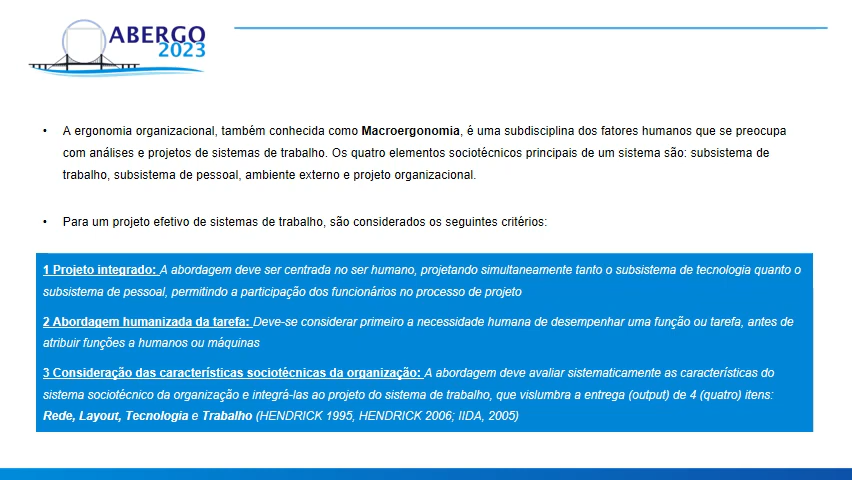 ABERGO
2023
• A ergonomia organizacional, também conhecida como Macroergonomia, é uma subdisciplina dos fatores humanos que se preocupa
com análises e projetos de sistemas de trabalho. Os quatro elementos sociotécnicos principais de um sistema são: subsistema de
trabalho, subsistema de pessoal, ambiente externo e projeto organizacional.
• Para um projeto efetivo de sistemas de trabalho, são considerados os seguintes critérios:
1 Projeto integrado: A abordagem deve ser centrada no ser humano, projetando simultaneamente tanto o subsistema de tecnologia quanto o
subsistema de pessoal, permitindo a participação dos funcionários no processo de projeto
2 Abordagem humanizada da tarefa: Deve-se considerar primeiro a necessidade humana de desempenhar uma função ou tarefa, antes de
atribuir funções a humanos ou máquinas
3 Consideração das características sociotécnicas da organização: A abordagem deve avaliar sistematicamente as características do
sistema sociotécnico da organização e integrá-las ao projeto do sistema de trabalho, que vislumbra a entrega (output) de 4 (quatro) itens:
Rede, Layout, Tecnologia e Trabalho (HENDRICK 1995, HENDRICK 2006; IIDA, 2005)